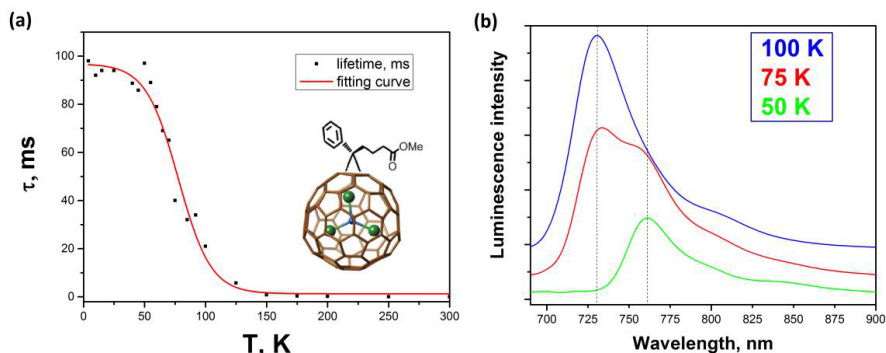 (a)
100
80
60
40
20
0
τ, ms
0 50 100 150 200 250 300
T, K
lifetime, ms
fitting curve
OMe
O
(b)
100 K
75 K
50 K
Luminescence intensity
700 725 750 775 800 825 850 875 900
Wavelength, nm